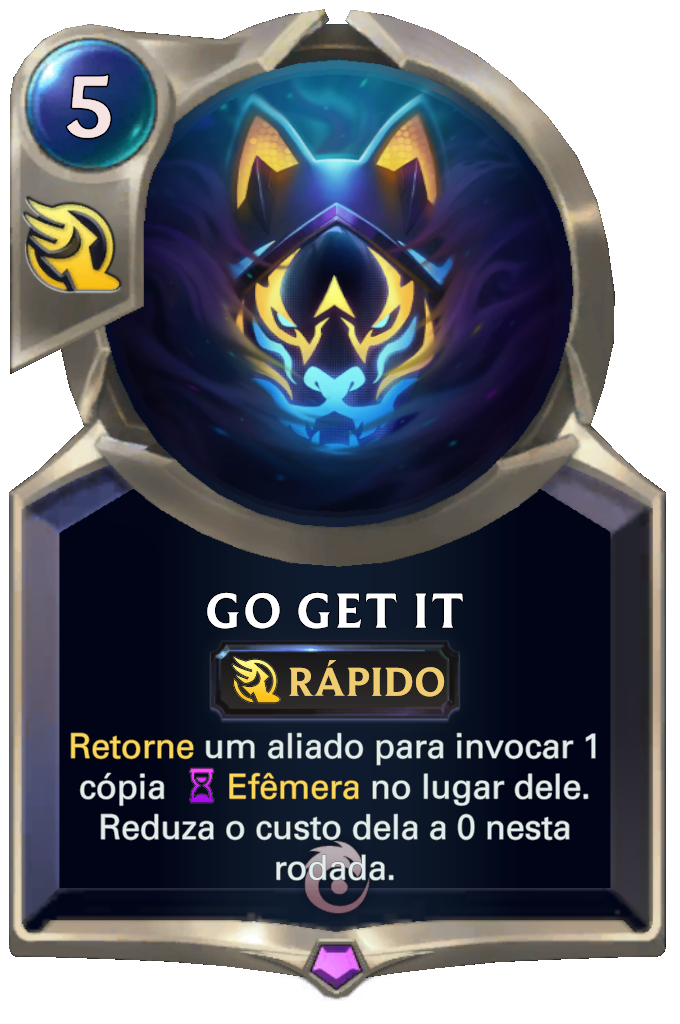 5
GO GET IT
RÁPIDO
Retorne um aliado para invocar 1
cópia Efêmera no lugar dele.
Reduza o custo dela a 0 nesta
rodada.